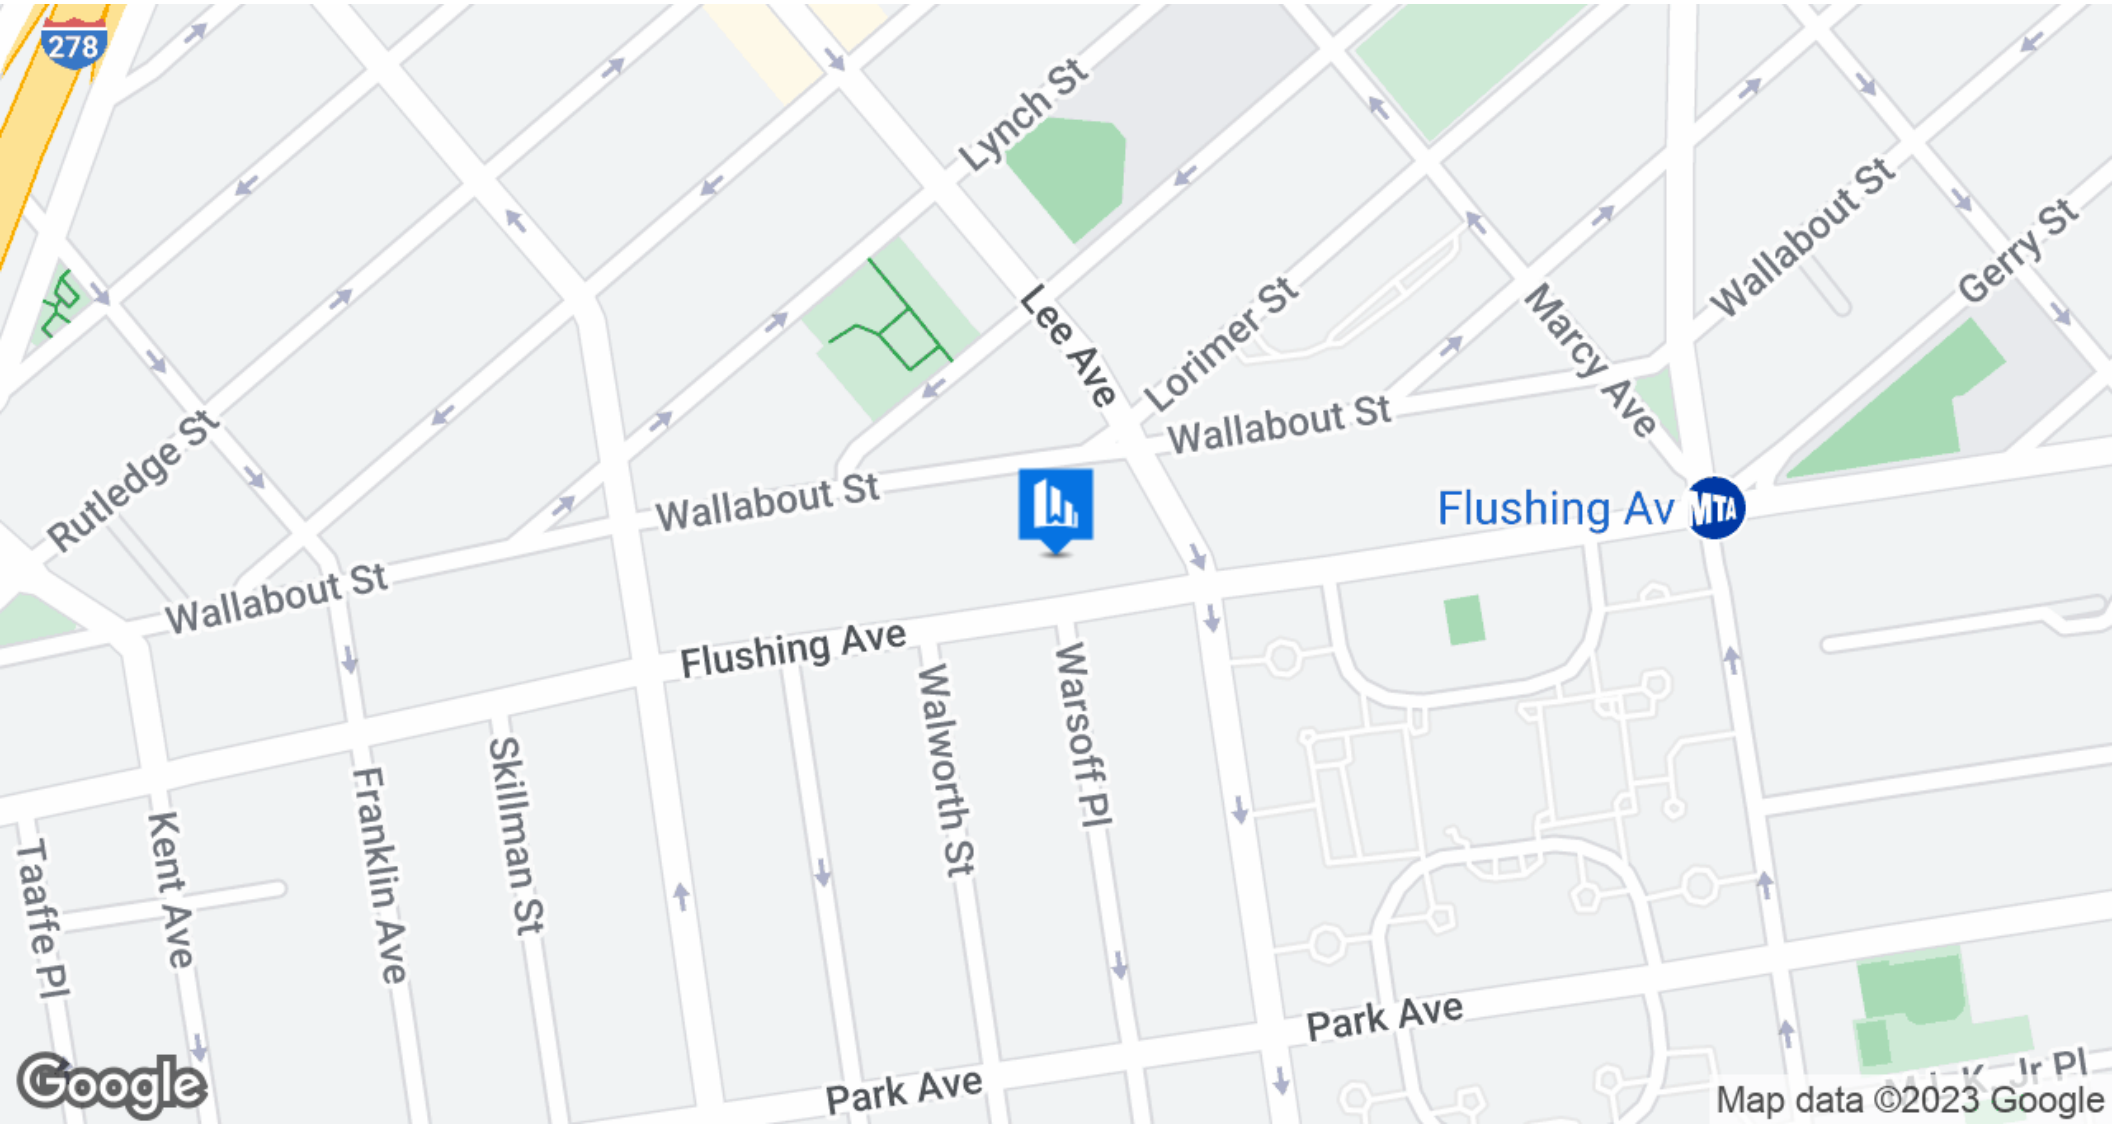 278
Lynch St
Wallabout St
Gerry St
Lee Ave
Lorimer St
Marcy Ave
Rutledge St
Wallabout St
Wallabout St
Flushing Av
MTA
Wallabout St
Flushing Ave
Walworth St
Warsoff Pl
Skillman St
Franklin Ave
Kent Ave
Taaffe Pl
Park Ave
Park Ave
Jr Pl
Google
Map data ©2023 Google